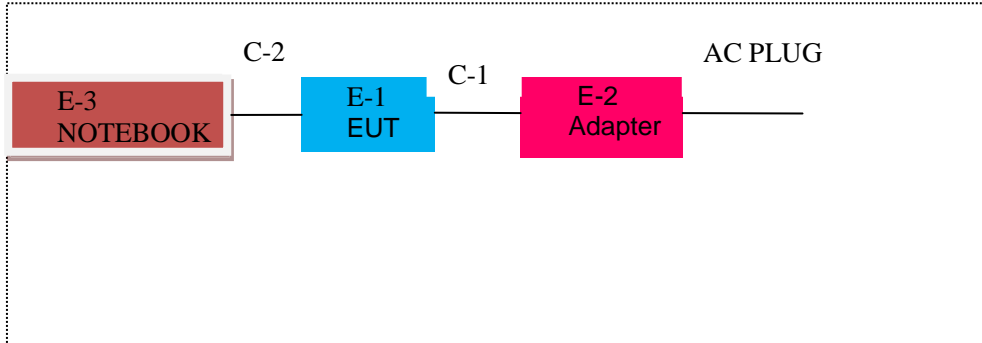 C-2
C-1
AC PLUG
E-3
NOTEBOOK
E-1
EUT
E-2
Adapter